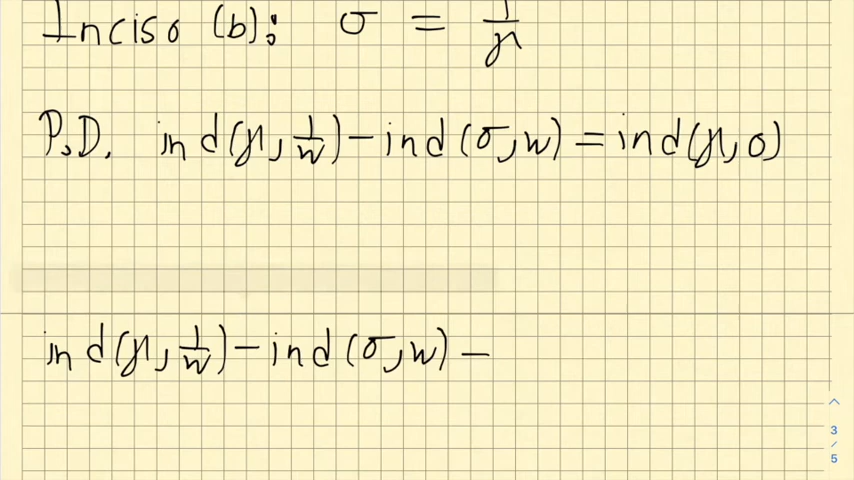 Inciso (b): σ = 1/γ
P.D. ind(γ, 1/w) - ind(σ, w) = ind(γ, 0)
ind(γ, 1/w) - ind(σ, w) -
3
/
5